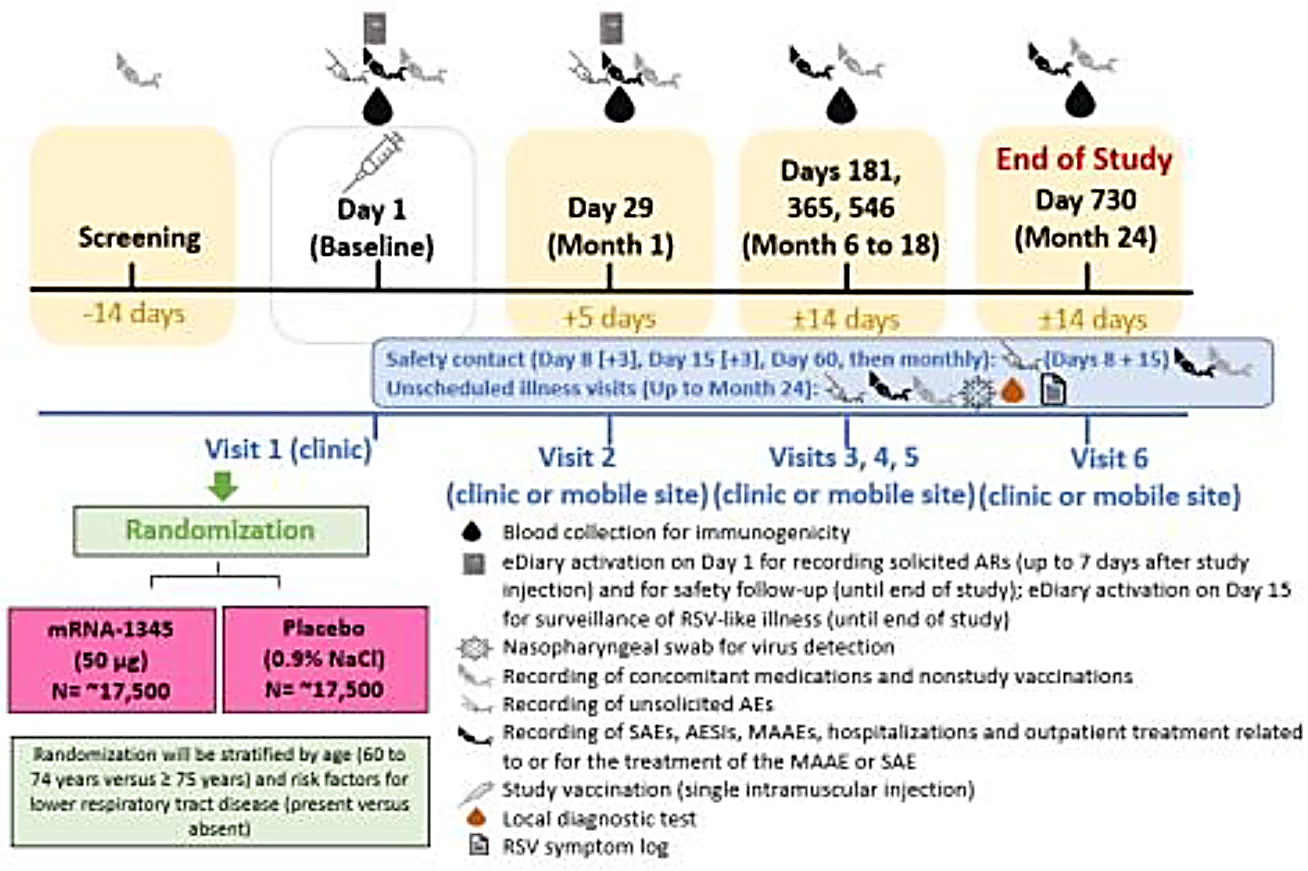 Screening
Day 1
(Baseline)
Day 29
(Month 1)
Days 181,
365, 546
(Month 6 to 18)
End of Study
Day 730
(Month 24)
-14 days
+5 days
±14 days
±14 days
Safety contact (Day 8 [+3], Day 15 [+3], Day 60, then monthly): (Days 8 + 15)
Unscheduled illness visits (Up to Month 24):
Visit 1 (clinic)
Visit 2
(clinic or mobile site)
Visits 3, 4, 5
(clinic or mobile site)
Visit 6
(clinic or mobile site)
Randomization
mRNA-1345
(50 µg)
N= ~17,500
Placebo
(0.9% NaCl)
N= ~17,500
Randomization will be stratified by age (60 to
74 years versus ≥ 75 years) and risk factors for
lower respiratory tract disease (present versus
absent)
Blood collection for immunogenicity
eDiary activation on Day 1 for recording solicited ARs (up to 7 days after study
injection) and for safety follow-up (until end of study); eDiary activation on Day 15
for surveillance of RSV-like illness (until end of study)
Nasopharyngeal swab for virus detection
Recording of concomitant medications and nonstudy vaccinations
Recording of unsolicited AEs
Recording of SAEs, AESIs, MAAEs, hospitalizations and outpatient treatment related
to or for the treatment of the MAAE or SAE
Study vaccination (single intramuscular injection)
Local diagnostic test
RSV symptom log